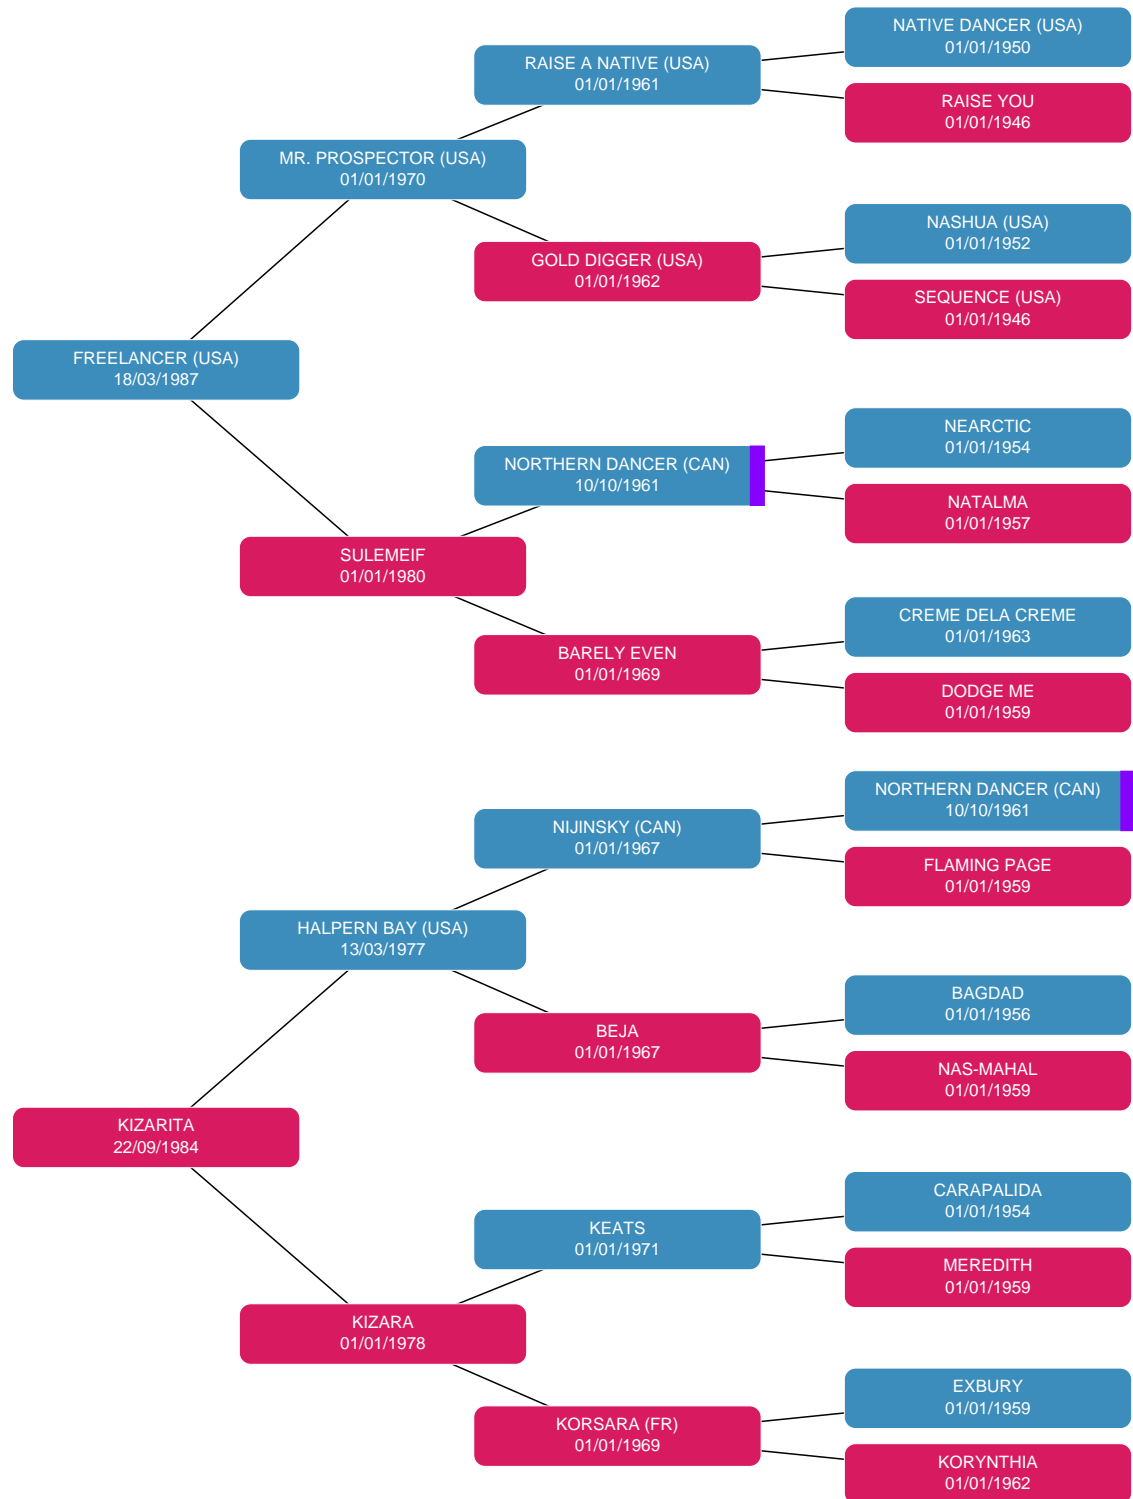 NATIVE DANCER (USA)
01/01/1950
RAISE A NATIVE (USA)
01/01/1961
RAISE YOU
01/01/1946
MR. PROSPECTOR (USA)
01/01/1970
NASHUA (USA)
01/01/1952
GOLD DIGGER (USA)
01/01/1962
SEQUENCE (USA)
01/01/1946
FREELANCER (USA)
18/03/1987
NEARCTIC
01/01/1954
NORTHERN DANCER (CAN)
10/10/1961
NATALMA
01/01/1957
SULEMEIF
01/01/1980
CREME DELA CREME
01/01/1963
BARELY EVEN
01/01/1969
DODGE ME
01/01/1959
NORTHERN DANCER (CAN)
10/10/1961
NIJINSKY (CAN)
01/01/1967
FLAMING PAGE
01/01/1959
HALPERN BAY (USA)
13/03/1977
BAGDAD
01/01/1956
BEJA
01/01/1967
NAS-MAHAL
01/01/1959
KIZARITA
22/09/1984
CARAPALIDA
01/01/1954
KEATS
01/01/1971
MEREDITH
01/01/1959
KIZARA
01/01/1978
EXBURY
01/01/1959
KORSARA (FR)
01/01/1969
KORYNTHIA
01/01/1962